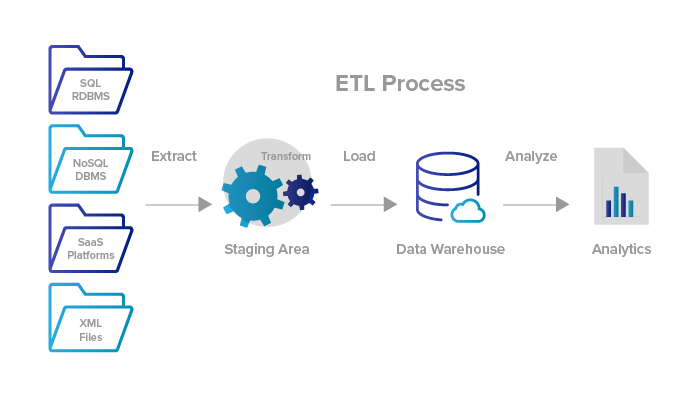 ETL Process
SQL
RDBMS
NoSQL
DBMS
SaaS
Platforms
XML
Files
Extract
Transform
Staging Area
Load
Data Warehouse
Analyze
Analytics